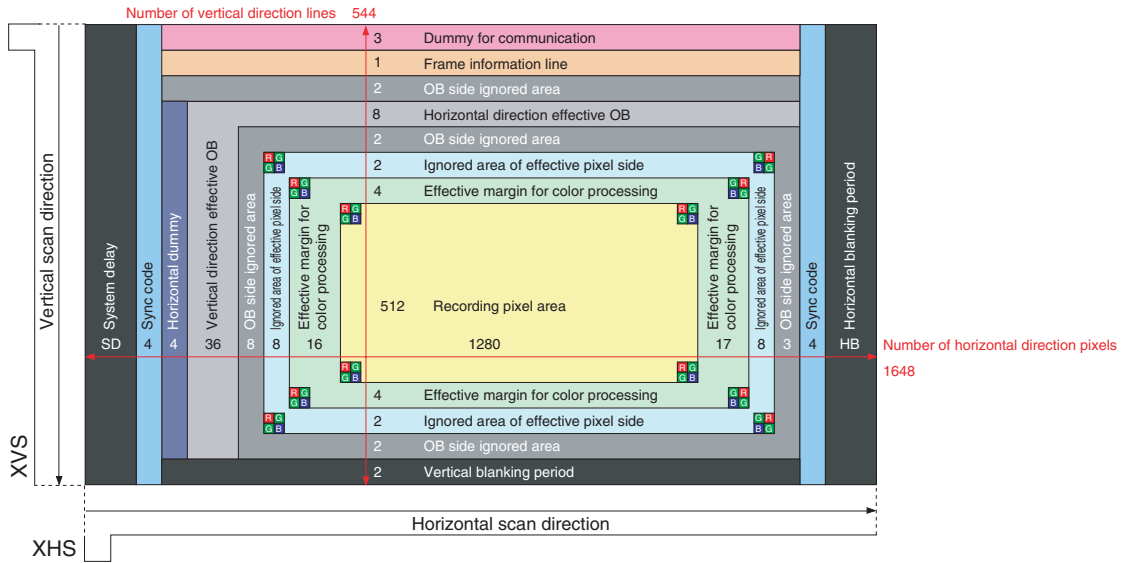 Number of vertical direction lines 544
3 Dummy for communication
1 Frame information line
2 OB side ignored area
8 Horizontal direction effective OB
2 OB side ignored area
R G G R
G B B G
2 Ignored area of effective pixel side
R G G R
G B B G
4 Effective margin for color processing
R G R G
G B G B
Vertical scan direction
System delay
SD
Sync code
4
Horizontal dummy
4
Vertical direction effective OB
36
OB side ignored area
8
Ignored area of effective pixel side
8
Effective margin for
color processing
16
512 Recording pixel area
1280
Effective margin for
color processing
17
Ignored area of effective pixel side
8
OB side ignored area
3
Sync code
4
Horizontal blanking period
HB
Number of horizontal direction pixels
1648
R G R G
G B G B
R G G R
G B B G
4 Effective margin for color processing
R G G R
G B B G
2 Ignored area of effective pixel side
2 OB side ignored area
2 Vertical blanking period
XVS
Horizontal scan direction
XHS